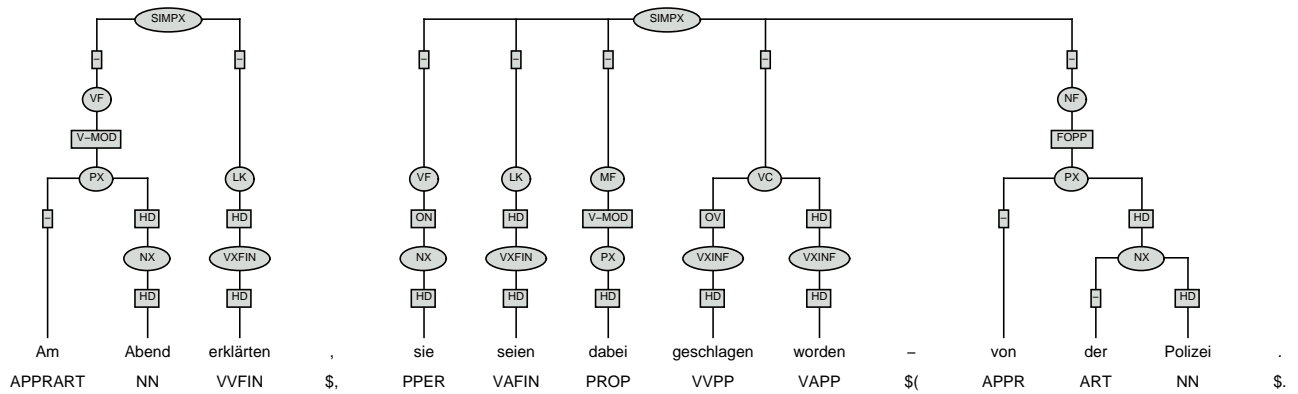 SIMPX SIMPX
– – – – – – –
VF NF
V–MOD FOPP
PX LK VF LK MF VC PX
– HD HD ON HD V–MOD OV HD – HD
NX VXFIN NX VXFIN PX VXINF VXINF NX
HD HD HD HD HD HD HD – HD
Am Abend erklärten , sie seien dabei geschlagen worden – von der Polizei .
APPRART NN VVFIN $, PPER VAFIN PROP VVPP VAPP $( APPR ART NN $.